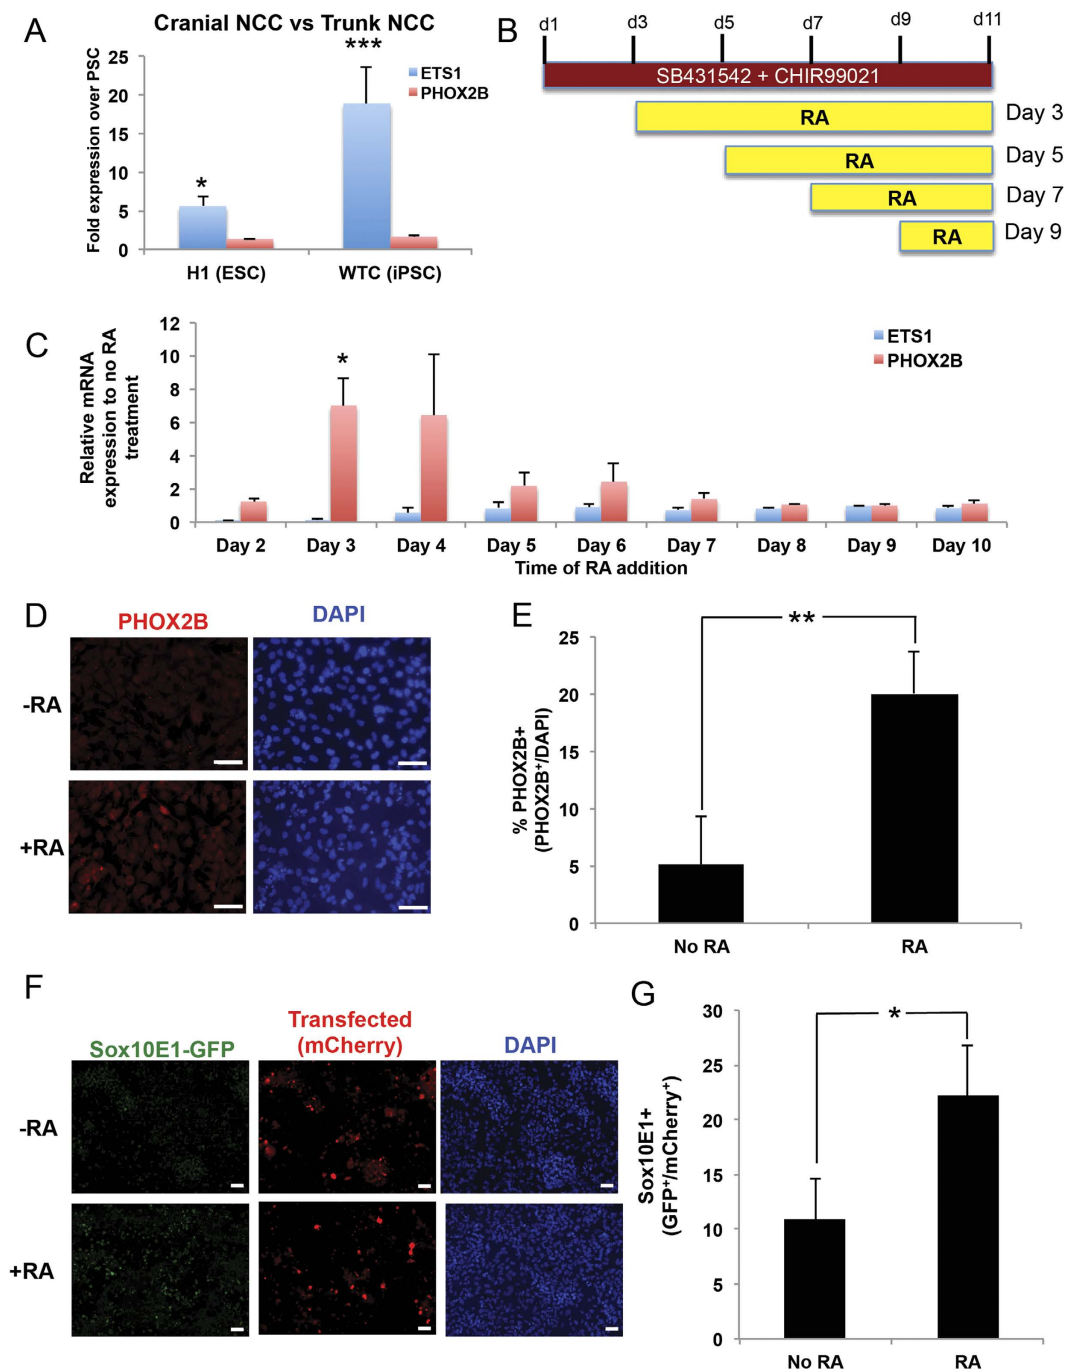 A
Cranial NCC vs Trunk NCC
***
*
Fold expression over PSC
25
20
15
10
5
0
ETS1
PHOX2B
H1 (ESC)
WTC (iPSC)
B
d1 d3 d5 d7 d9 d11
SB431542 + CHIR99021
RA Day 3
RA Day 5
RA Day 7
RA Day 9
C
Relative mRNA
expression to no RA
treatment
12
10
8
6
4
2
0
*
ETS1
PHOX2B
Day 2 Day 3 Day 4 Day 5 Day 6 Day 7 Day 8 Day 9 Day 10
Time of RA addition
D
PHOX2B
DAPI
-RA
+RA
E
**
% PHOX2B+
(PHOX2B+/DAPI)
25
20
15
10
5
0
No RA
RA
F
Sox10E1-GFP
Transfected
(mCherry)
DAPI
-RA
+RA
G
*
Sox10E1+
(GFP+/mCherry+)
30
25
20
15
10
5
0
No RA
RA